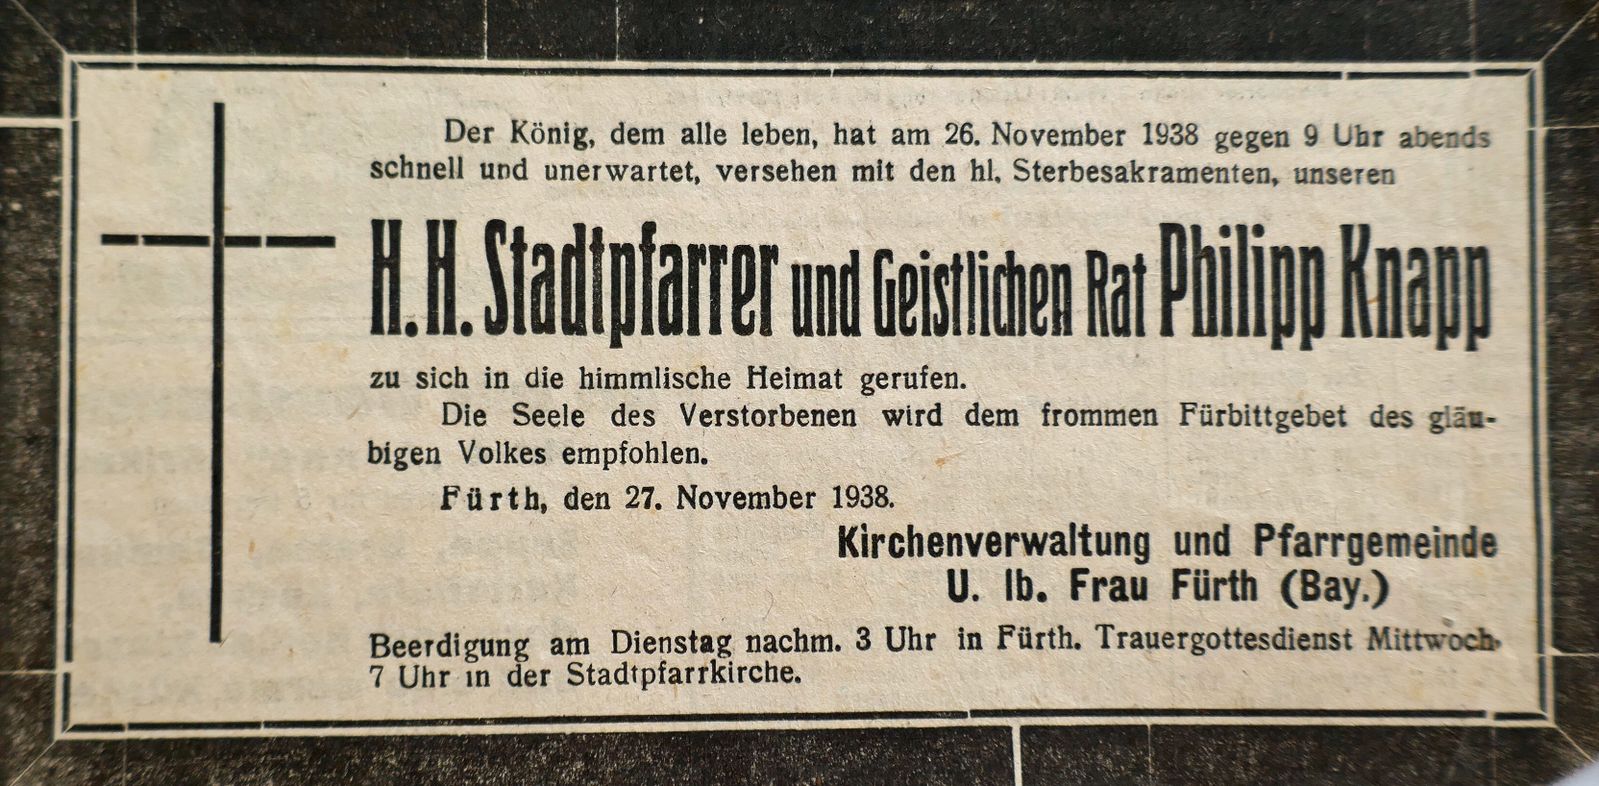 Der König, dem alle leben, hat am 26. November 1938 gegen 9 Uhr abends
schnell und unerwartet, versehen mit den hl. Sterbesakramenten, unseren
H. H. Stadtpfarrer und Geistlichen Rat Philipp Knapp
zu sich in die himmlische Heimat gerufen.
Die Seele des Verstorbenen wird dem frommen Fürbittgebet des gläu-
bigen Volkes empfohlen.
Fürth, den 27. November 1938.
Kirchenverwaltung und Pfarrgemeinde
U. lb. Frau Fürth (Bay.)
Beerdigung am Dienstag nachm. 3 Uhr in Fürth. Trauergottesdienst Mittwoch
7 Uhr in der Stadtpfarrkirche.